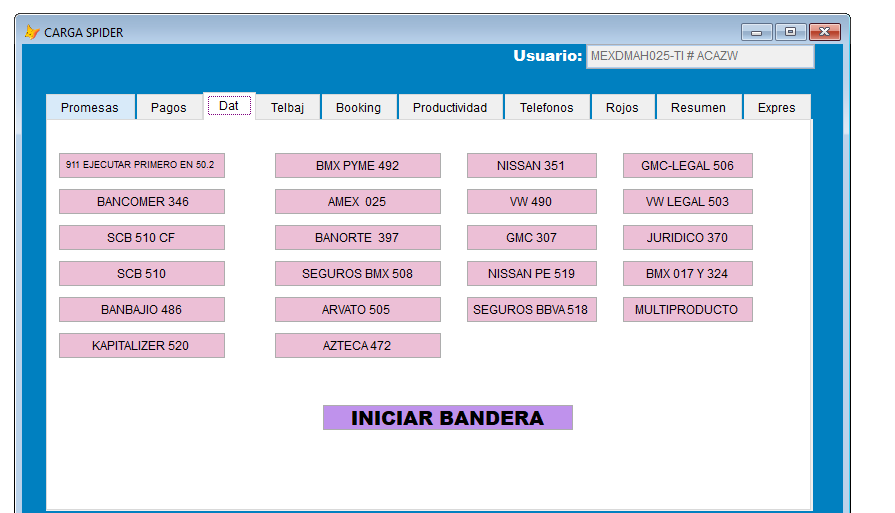 CARGA SPIDER
Usuario: MEXDMAH025-TI # ACAZW
Promesas Pagos Dat Telbaj Booking Productividad Telefonos Rojos Resumen Expres
911 EJECUTAR PRIMERO EN 50.2 BMX PYME 492 NISSAN 351 GMC-LEGAL 506
BANCOMER 346 AMEX 025 VW 490 VW LEGAL 503
SCB 510 CF BANORTE 397 GMC 307 JURIDICO 370
SCB 510 SEGUROS BMX 508 NISSAN PE 519 BMX 017 Y 324
BANBAJIO 486 ARVATO 505 SEGUROS BBVA 518 MULTIPRODUCTO
KAPITALIZER 520 AZTECA 472
INICIAR BANDERA